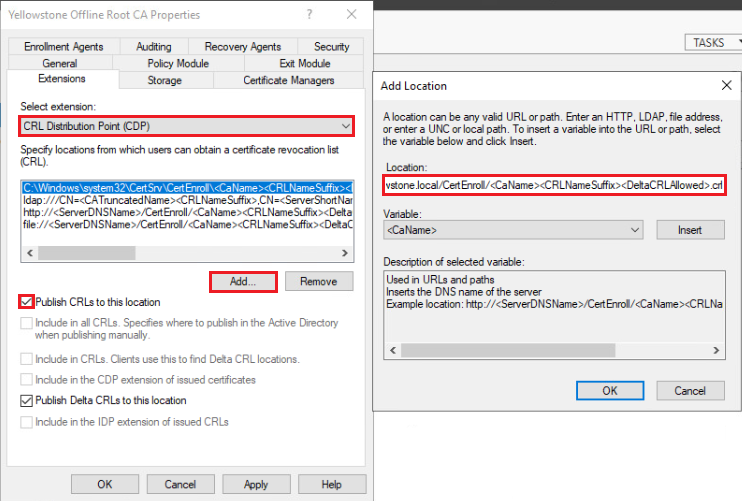 Yellowstone Offline Root CA Properties
Enrollment Agents Auditing Recovery Agents Security
General Policy Module Exit Module
Extensions Storage Certificate Managers
Select extension:
CRL Distribution Point (CDP)
Specify locations from which users can obtain a certificate revocation list
(CRL).
C:\Windows\system32\CertSrv\CertEnroll\<CaName><CRLNameSuffix><D
ldap:///CN=<CATruncatedName><CRLNameSuffix>,CN=<ServerShortNam
http://<ServerDNSName>/CertEnroll/<CaName><CRLNameSuffix><Delta
file://<ServerDNSName>/CertEnroll/<CaName><CRLNameSuffix><DeltaC
Add... Remove
Publish CRLs to this location
Include in all CRLs. Specifies where to publish in the Active Directory
when publishing manually.
Include in CRLs. Clients use this to find Delta CRL locations.
Include in the CDP extension of issued certificates
Publish Delta CRLs to this location
Include in the IDP extension of issued CRLs
OK Cancel Apply Help
TASKS
Add Location
A location can be any valid URL or path. Enter an HTTP, LDAP, file address,
or enter a UNC or local path. To insert a variable into the URL or path, select
the variable below and click Insert.
Location:
vstone.local/CertEnroll/<CaName><CRLNameSuffix><DeltaCRLAllowed>.crl
Variable:
<CaName> Insert
Description of selected variable:
Used in URLs and paths
Inserts the DNS name of the server
Example location: http://<ServerDNSName>/CertEnroll/<CaName><CRLNa
OK Cancel